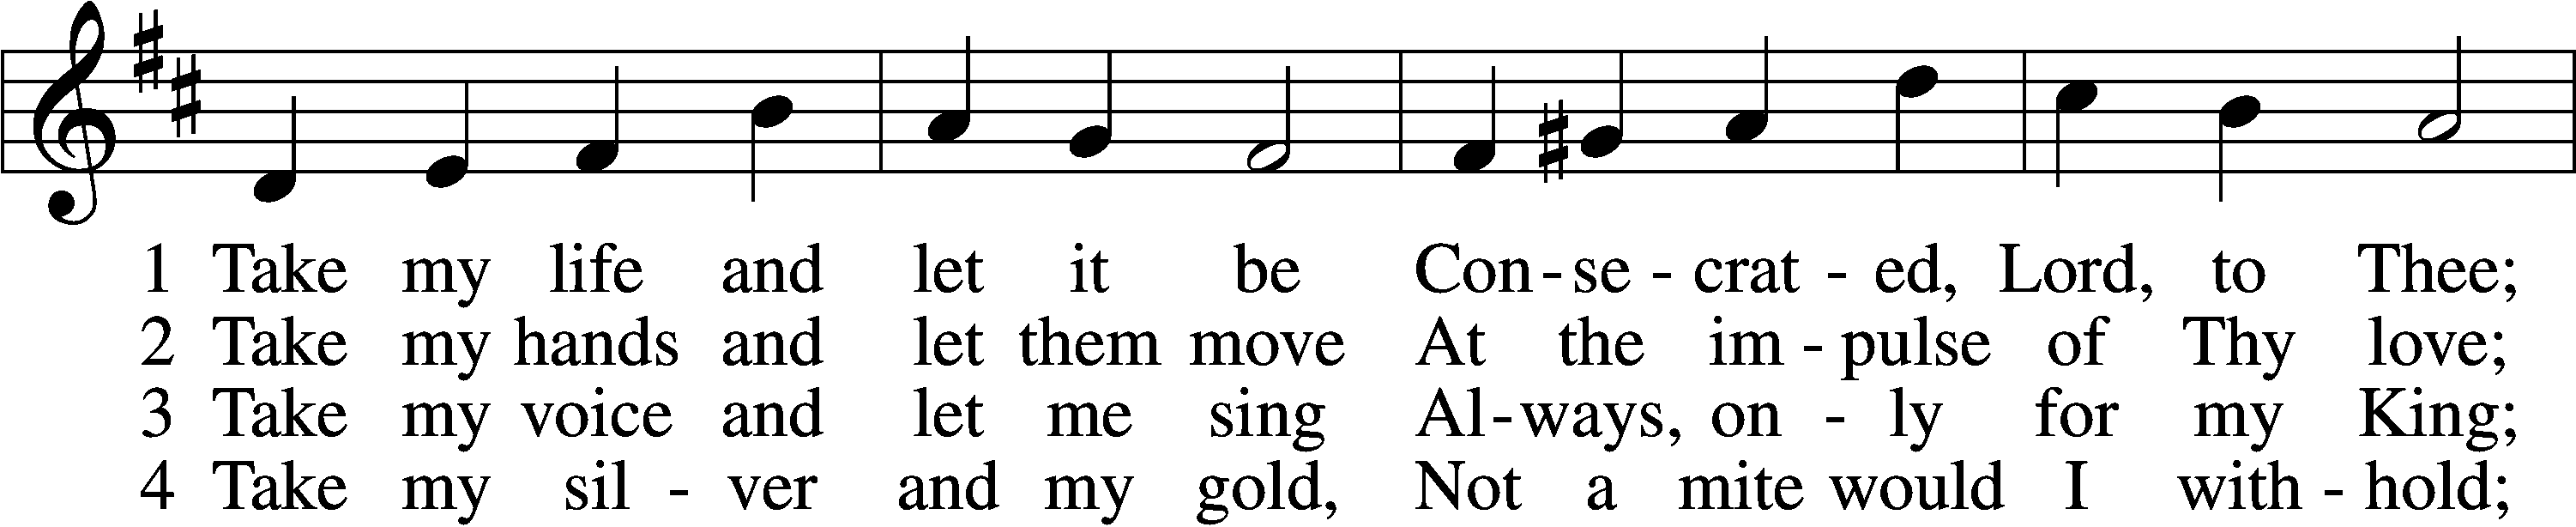 1 Take my life and let it be Con-se-crat-ed, Lord, to Thee;
2 Take my hands and let them move At the im-pulse of Thy love;
3 Take my voice and let me sing Al-ways, on-ly for my King;
4 Take my sil-ver and my gold, Not a mite would I with-hold;